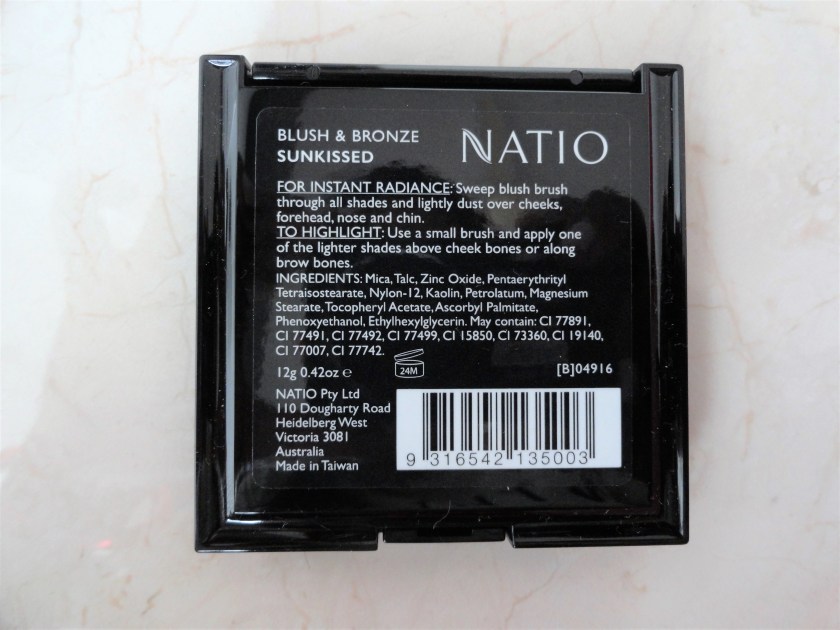 BLUSH & BRONZE
SUNKISSED
NATIO
FOR INSTANT RADIANCE: Sweep blush brush
through all shades and lightly dust over cheeks,
forehead, nose and chin.
TO HIGHLIGHT: Use a small brush and apply one
of the lighter shades above cheek bones or along
brow bones.
INGREDIENTS: Mica, Talc, Zinc Oxide, Pentaerythrityl
Tetraisostearate, Nylon-12, Kaolin, Petrolatum, Magnesium
Stearate, Tocopheryl Acetate, Ascorbyl Palmitate,
Phenoxyethanol, Ethylhexylglycerin. May contain: CI 77891,
CI 77491, CI 77492, CI 77499, CI 15850, CI 73360, CI 19140,
CI 77007, CI 77742.
12g 0.42oz ℮
24M
[B]04916
NATIO Pty Ltd
110 Dougharty Road
Heidelberg West
Victoria 3081
Australia
Made in Taiwan
9 316542 135003